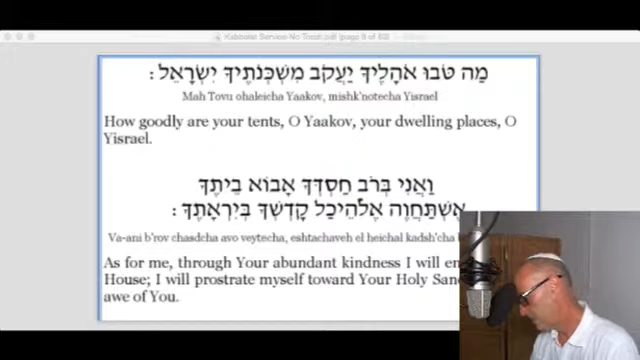 Kabbalat Service-No Torah.pdf (page 9 of 63)
מַה טֹבוּ אֹהָלֶיךָ יַעֲקֹב מִשְׁכְּנֹתֶיךָ יִשְׂרָאֵל :
Mah Tovu ohaleicha Yaakov, mishk'notecha Yisrael
How goodly are your tents, O Yaakov, your dwelling places, O
Yisrael.
וַאֲנִי בְּרֹב חַסְדְּךָ אָבוֹא בֵיתֶךָ
אֶשְׁתַּחֲוֶה אֶל־הֵיכַל קָדְשְׁךָ בְּיִרְאָתֶךָ :
Va-ani b'rov chasdcha avo veytecha, eshtachaveh el heichal kadsh'cha
As for me, through Your abundant kindness I will
House; I will prostrate myself toward Your Holy
awe of You.